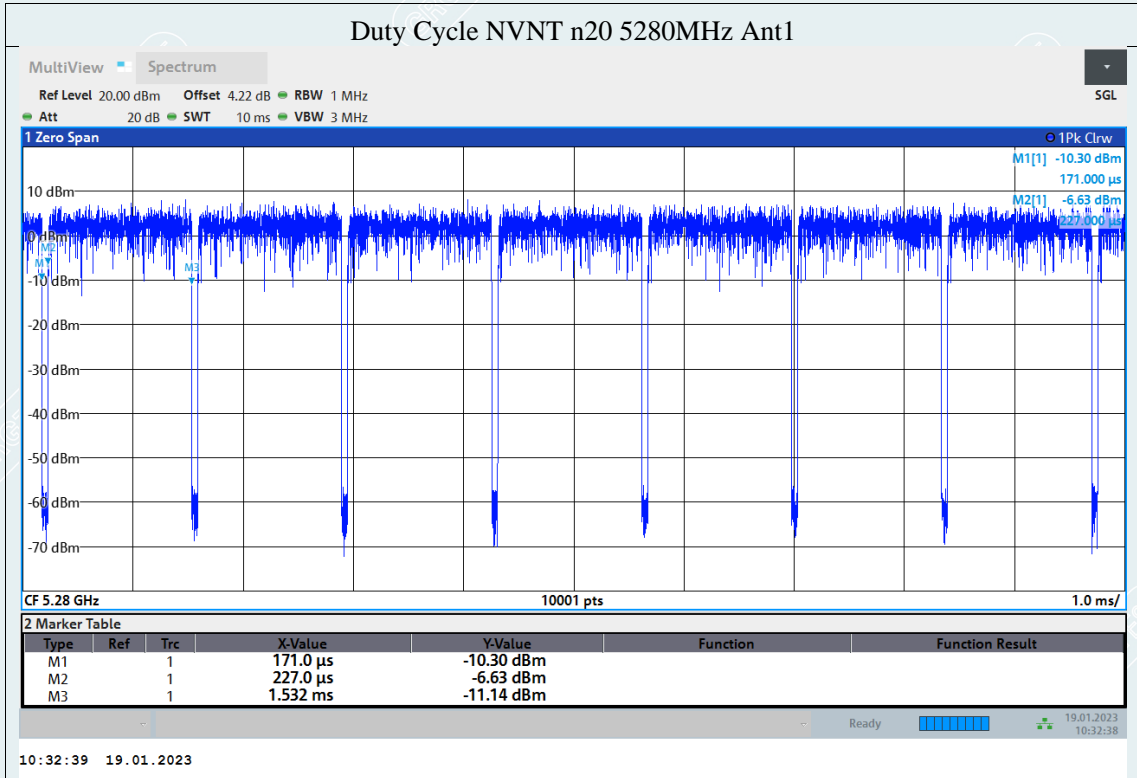 Duty Cycle NVNT n20 5280MHz Ant1
MultiView Spectrum
Ref Level 20.00 dBm Offset 4.22 dB RBW 1 MHz SGL
Att 20 dB SWT 10 ms VBW 3 MHz
1 Zero Span 1Pk Clrw
M1[1] -10.30 dBm
171.000 µs
M2[1] -6.63 dBm
227.000 µs
10 dBm
0 dBm
M2
M1
M3
-10 dBm
-20 dBm
-30 dBm
-40 dBm
-50 dBm
-60 dBm
-70 dBm
CF 5.28 GHz 10001 pts 1.0 ms/
2 Marker Table
Type Ref Trc X-Value Y-Value Function Function Result
M1 1 171.0 µs -10.30 dBm
M2 1 227.0 µs -6.63 dBm
M3 1 1.532 ms -11.14 dBm
Ready 19.01.2023
10:32:38
10:32:39 19.01.2023